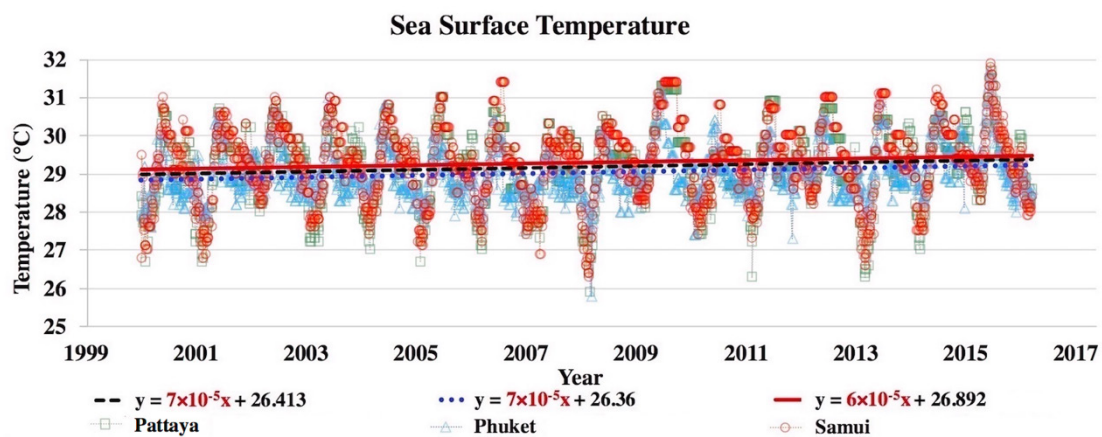 Sea Surface Temperature
Temperature (°C)
32
31
30
29
28
27
26
25
1999 2001 2003 2005 2007 2009 2011 2013 2015 2017
Year
y = 7×10⁻⁵x + 26.413 y = 7×10⁻⁵x + 26.36 y = 6×10⁻⁵x + 26.892
Pattaya Phuket Samui